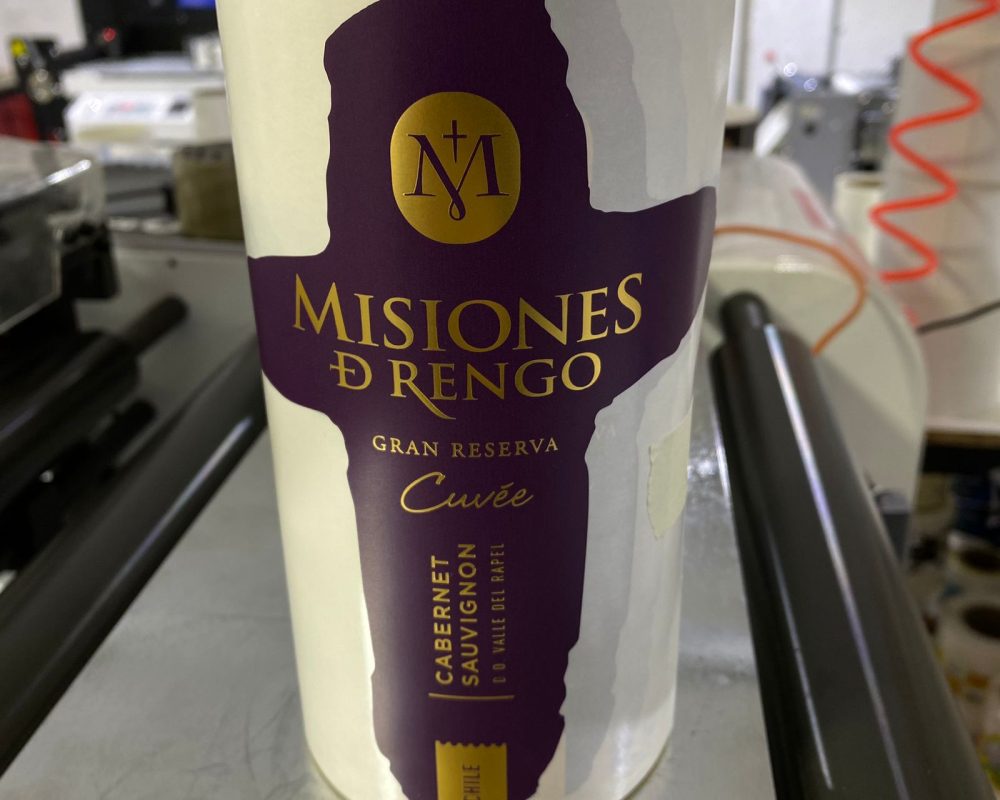 M
MISIONES
Đ RENGO
GRAN RESERVA
Cuvée
CABERNET
SAUVIGNON
D.O. VALLE DEL RAPEL
CHILE